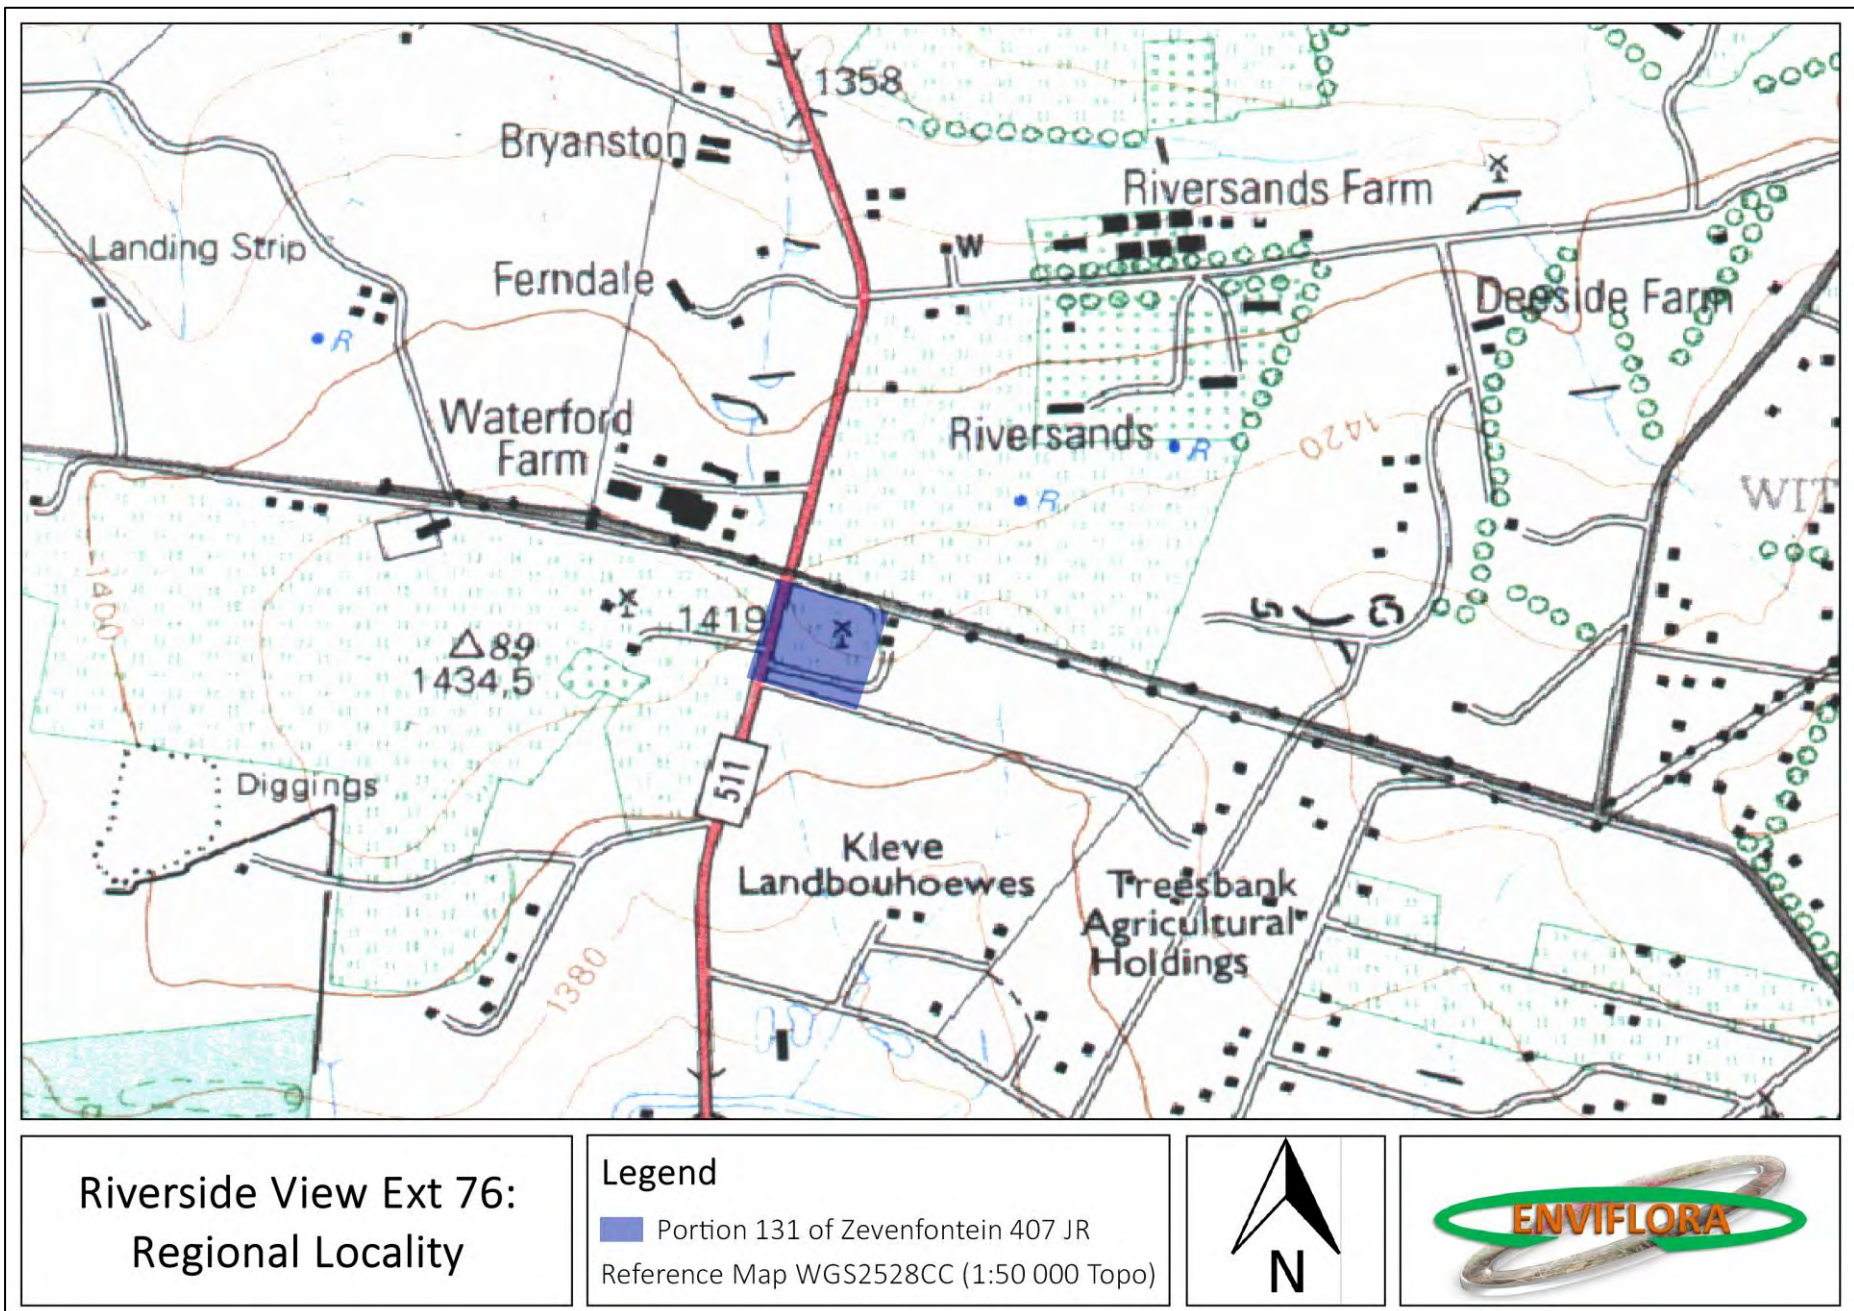 1358
Bryanston
Riversands Farm
Landing Strip
W
Ferndale
Deeside Farm
R
Waterford
Farm
Riversands
R
1420
R
WIT
1400
1419
89
1434,5
511
Diggings
Kleve
Landbouhoewes
Treesbank
Agricultural
Holdings
1380
Riverside View Ext 76:
Regional Locality
Legend
Portion 131 of Zevenfontein 407 JR
Reference Map WGS2528CC (1:50 000 Topo)
N
ENVIFLORA